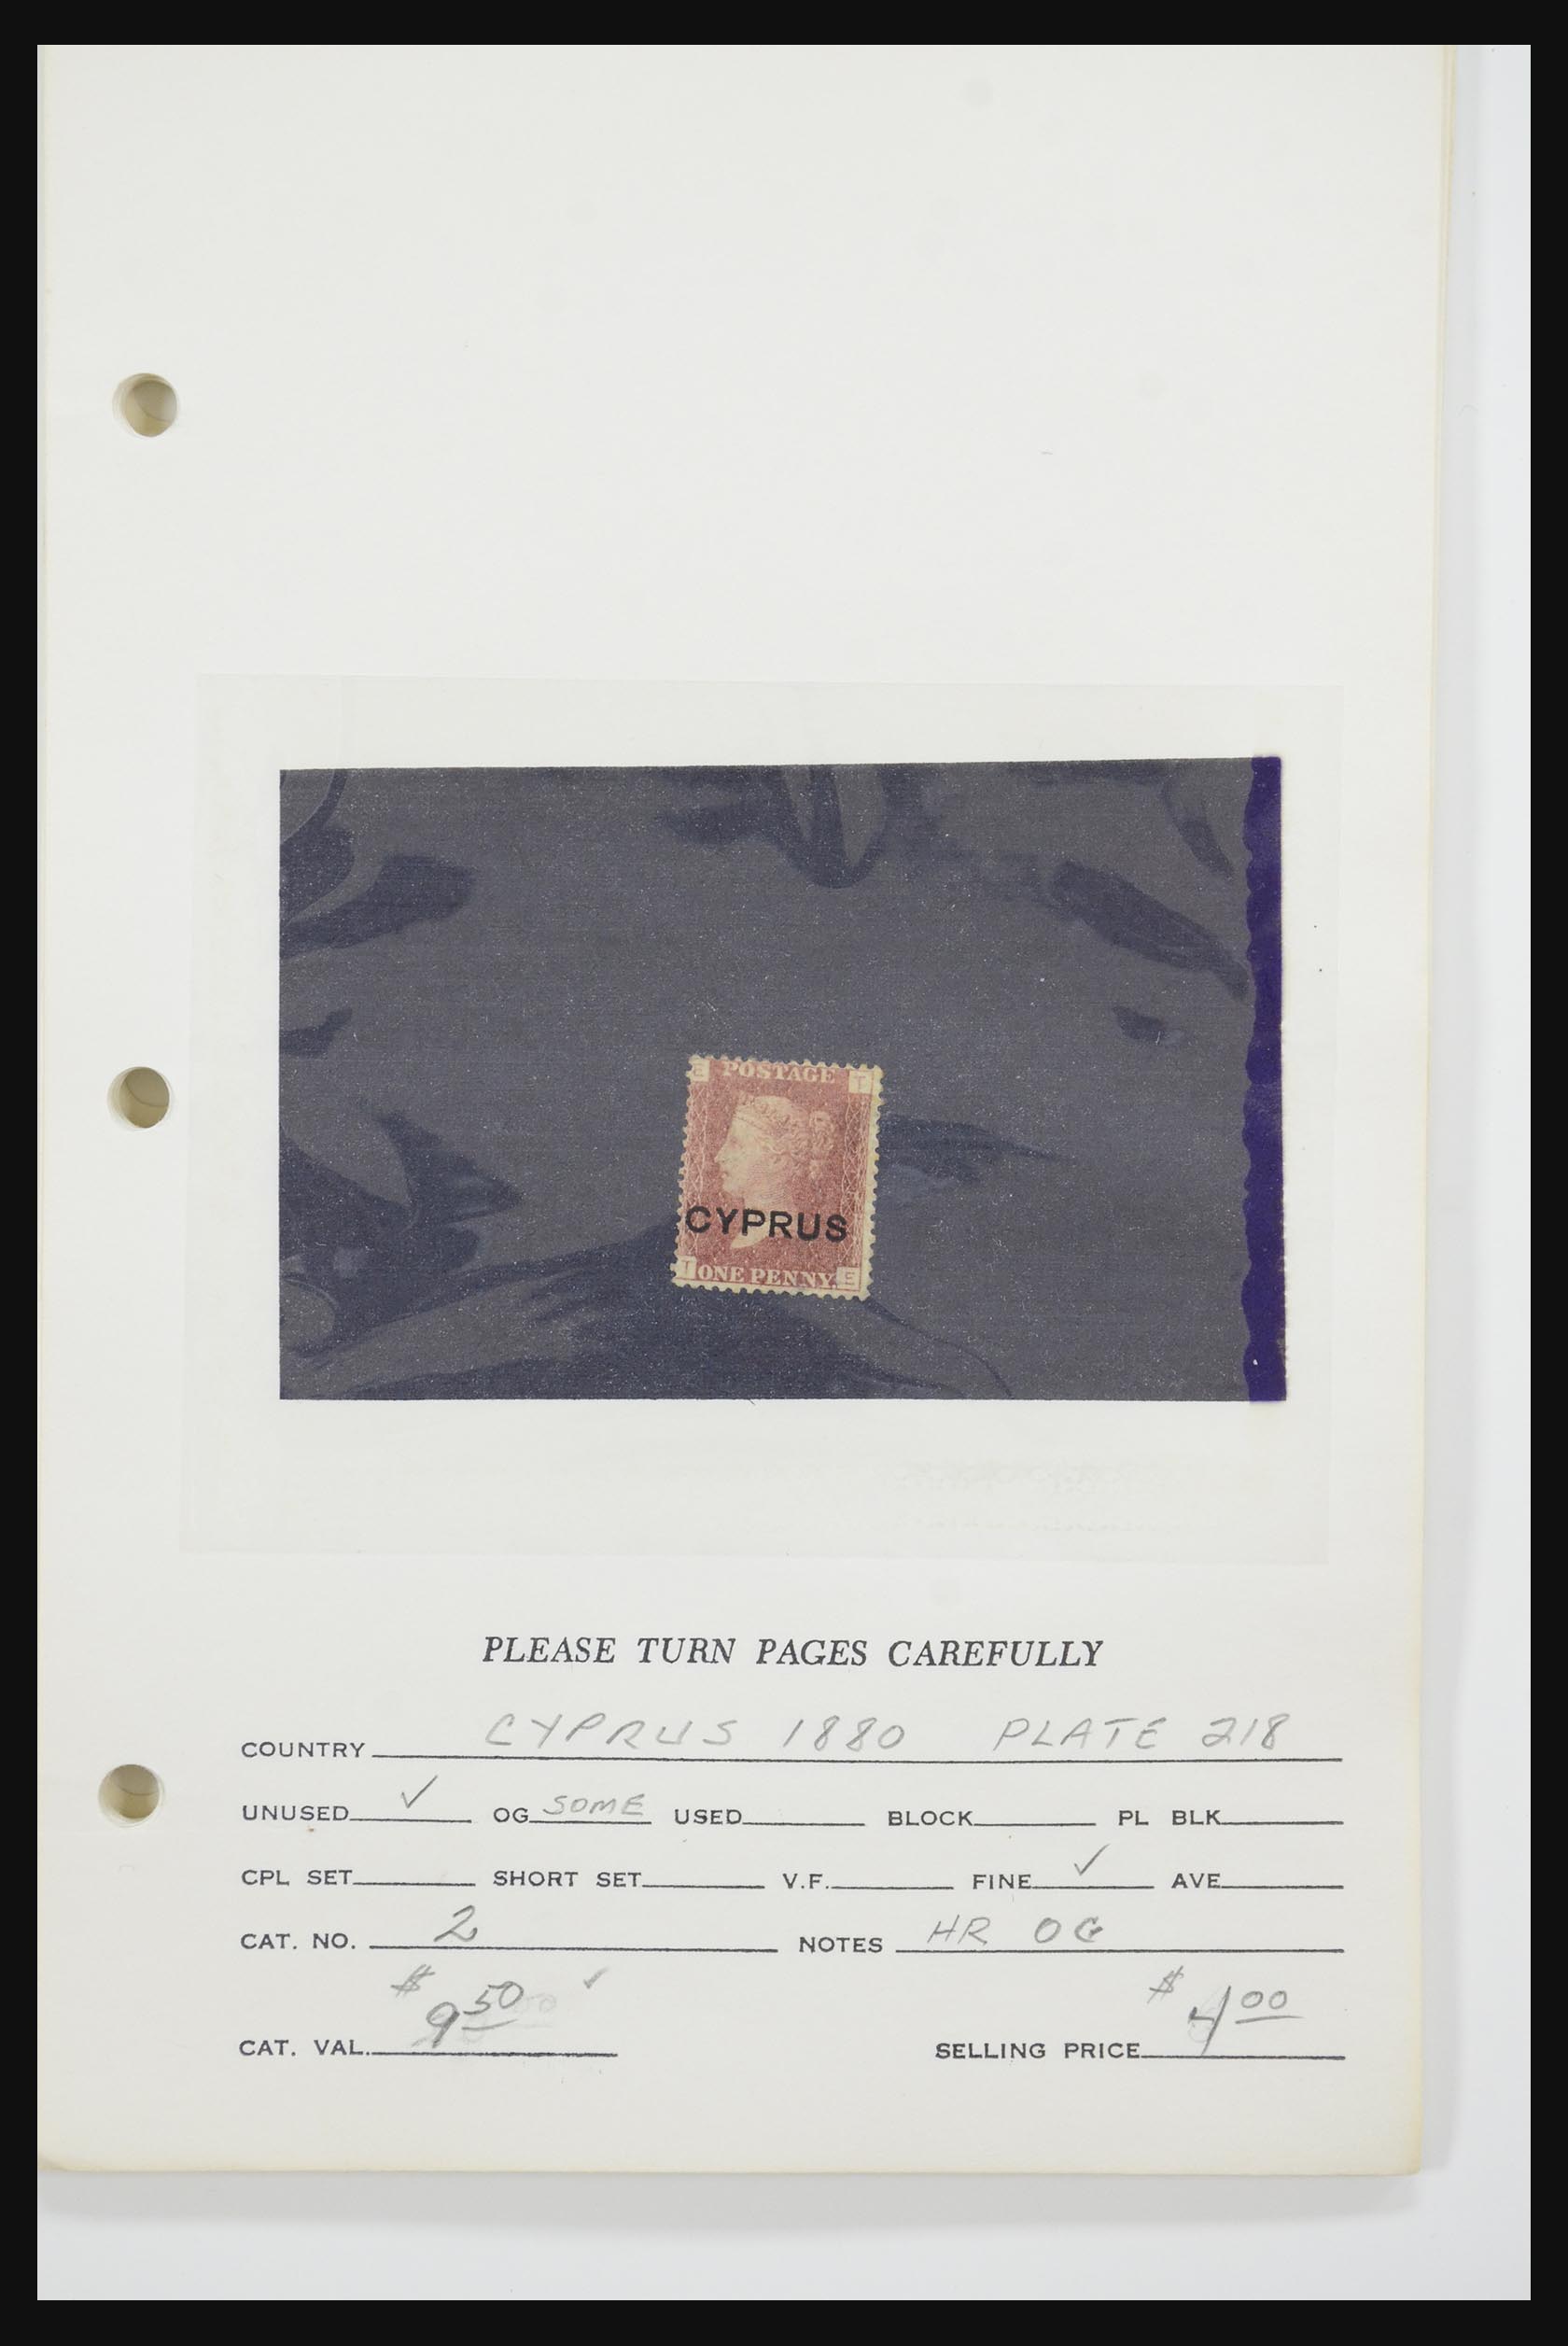 E POSTAGE T
CYPRUS
T ONE PENNY. E
PLEASE TURN PAGES CAREFULLY
COUNTRY CYPRUS 1880 PLATE 218
UNUSED ✓ OG SOME USED BLOCK PL BLK
CPL SET SHORT SET V.F. FINE ✓ AVE
CAT. NO. 2 NOTES HR OG
CAT. VAL. $9.50 ✓ SELLING PRICE $4.00